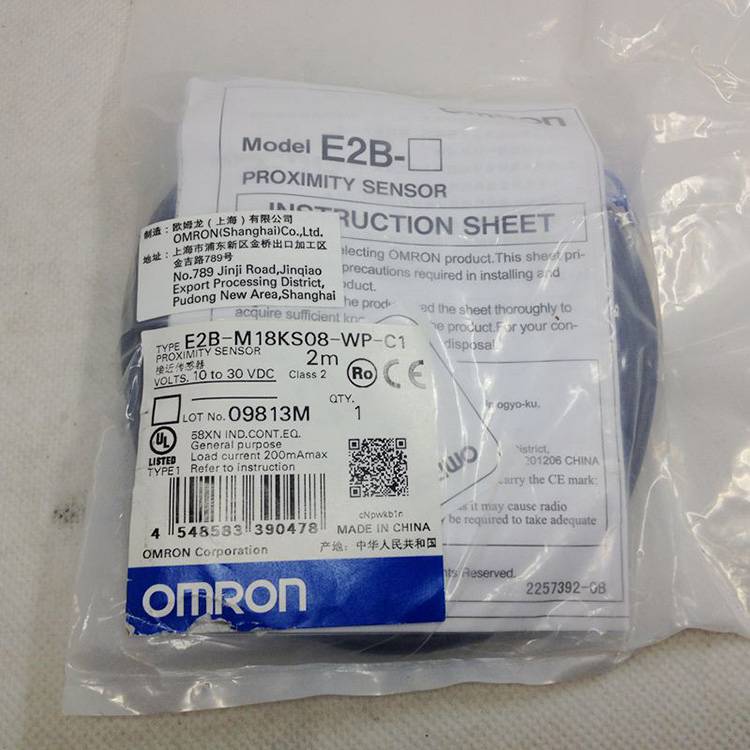 OMRON
Model E2B-□
PROXIMITY SENSOR
INSTRUCTION SHEET
electing OMRON product.This sheet pri-
precautions required in installing and
product.
the produ ed the sheet thoroughly to
acquire sufficient kno e product.For your con-
disposal
ogyo-ku,
District,
201206 CHINA
carry the CE mark:
as it may cause radio
be required to take adequate
ts Reserved.
2257392-0B
制造：欧姆龙（上海）有限公司
OMRON(Shanghai)Co.,Ltd.
地址：上海市浦东新区金桥出口加工区
金吉路789号
No.789 Jinji Road,Jinqiao
Export Processing District,
Pudong New Area,Shanghai
TYPE E2B-M18KS08-WP-C1
PROXIMITY SENSOR 2m
接近传感器
VOLTS. 10 to 30 VDC Class 2 Ro CE
LOT No. 09813M QTY. 1
UL LISTED TYPE1
58XN IND.CONT.EQ.
General purpose
Load current 200mAmax
Refer to instruction
cNpwkb1n
4 548583 390478
MADE IN CHINA
OMRON Corporation 产地：中华人民共和国
OMRON